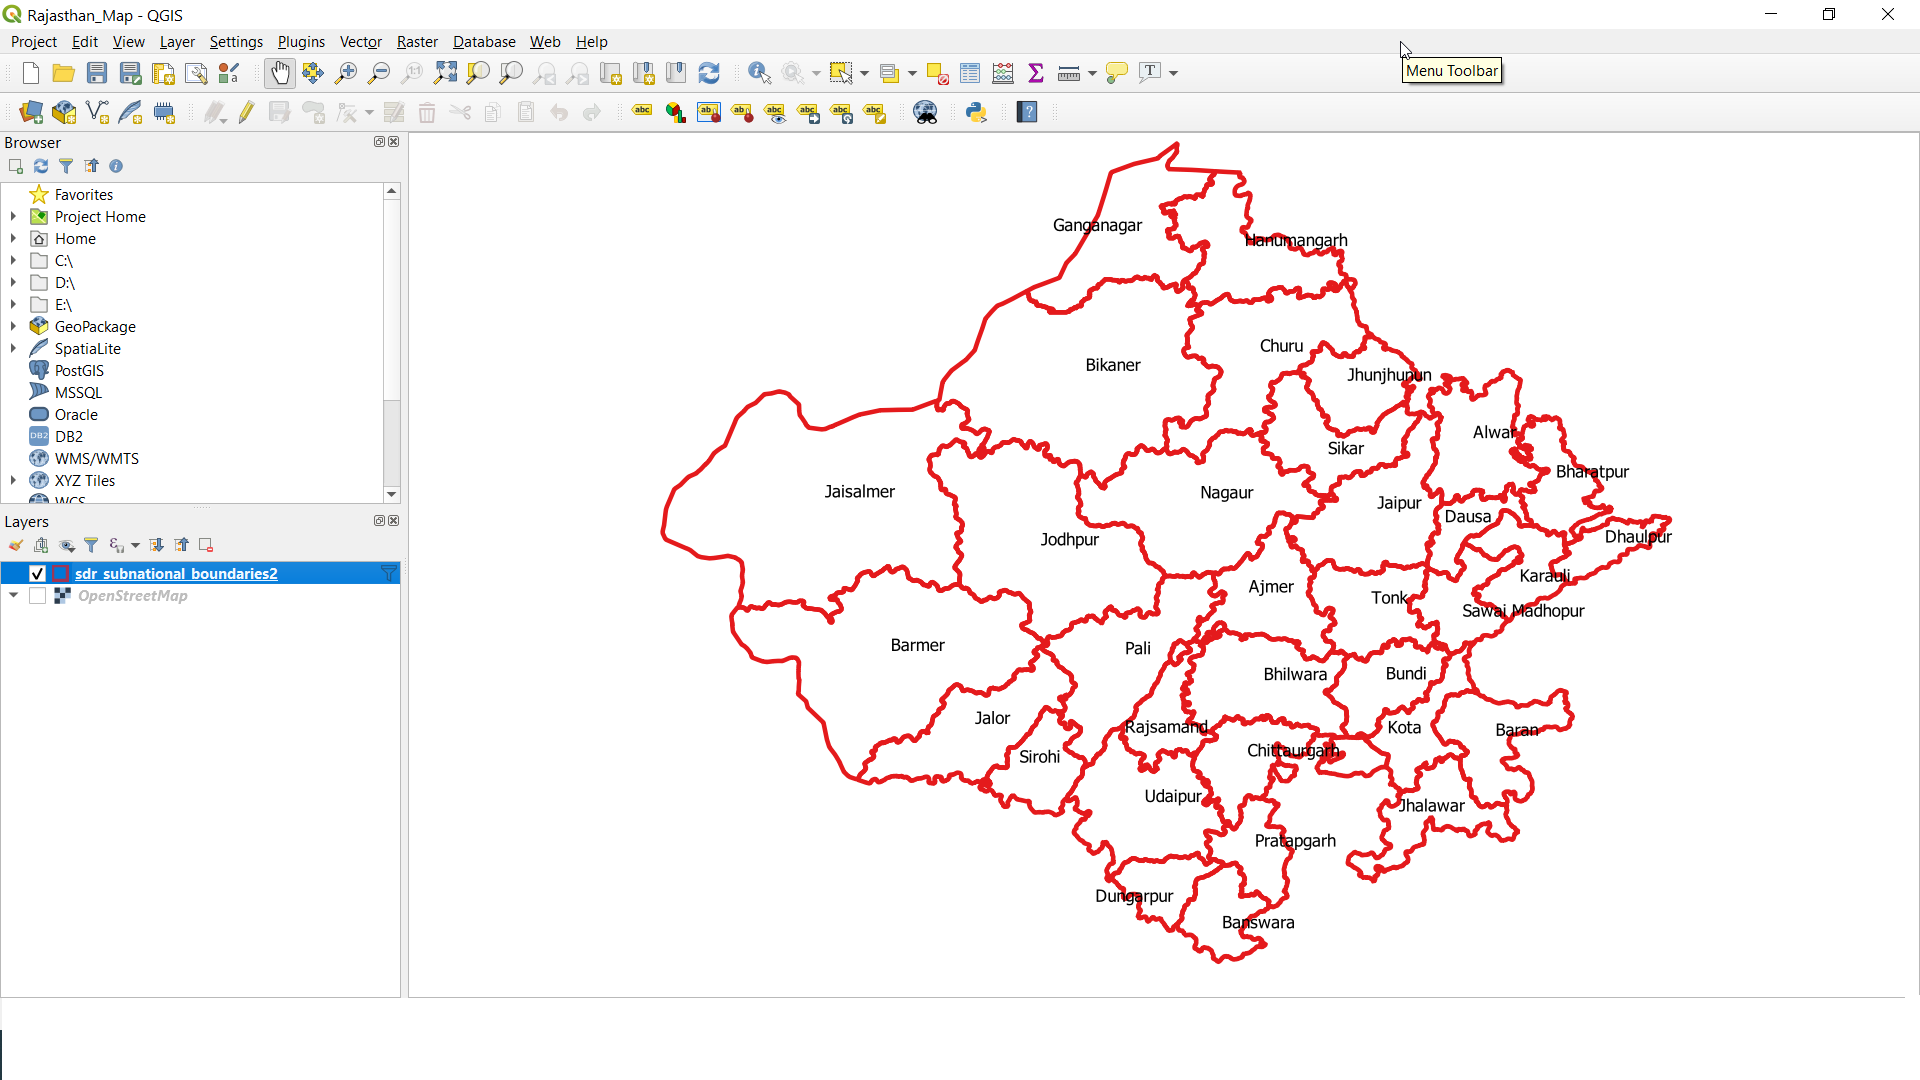 Rajasthan_Map - QGIS
Project Edit View Layer Settings Plugins Vector Raster Database Web Help
Menu Toolbar
Browser
Favorites
Project Home
Home
C:\
D:\
E:\
GeoPackage
SpatiaLite
PostGIS
MSSQL
Oracle
DB2
WMS/WMTS
XYZ Tiles
WCS
Layers
sdr subnational boundaries2
OpenStreetMap
Ganganagar
Hanumangarh
Churu
Bikaner
Jhunjhunun
Alwar
Sikar
Bharatpur
Jaisalmer
Nagaur
Jaipur
Dausa
Jodhpur
Dhaulpur
Karauli
Ajmer
Tonk
Sawai Madhopur
Barmer
Pali
Bhilwara
Bundi
Jalor
Rajsamand
Kota
Baran
Sirohi
Chittaurgarh
Udaipur
Jhalawar
Pratapgarh
Dungarpur
Banswara